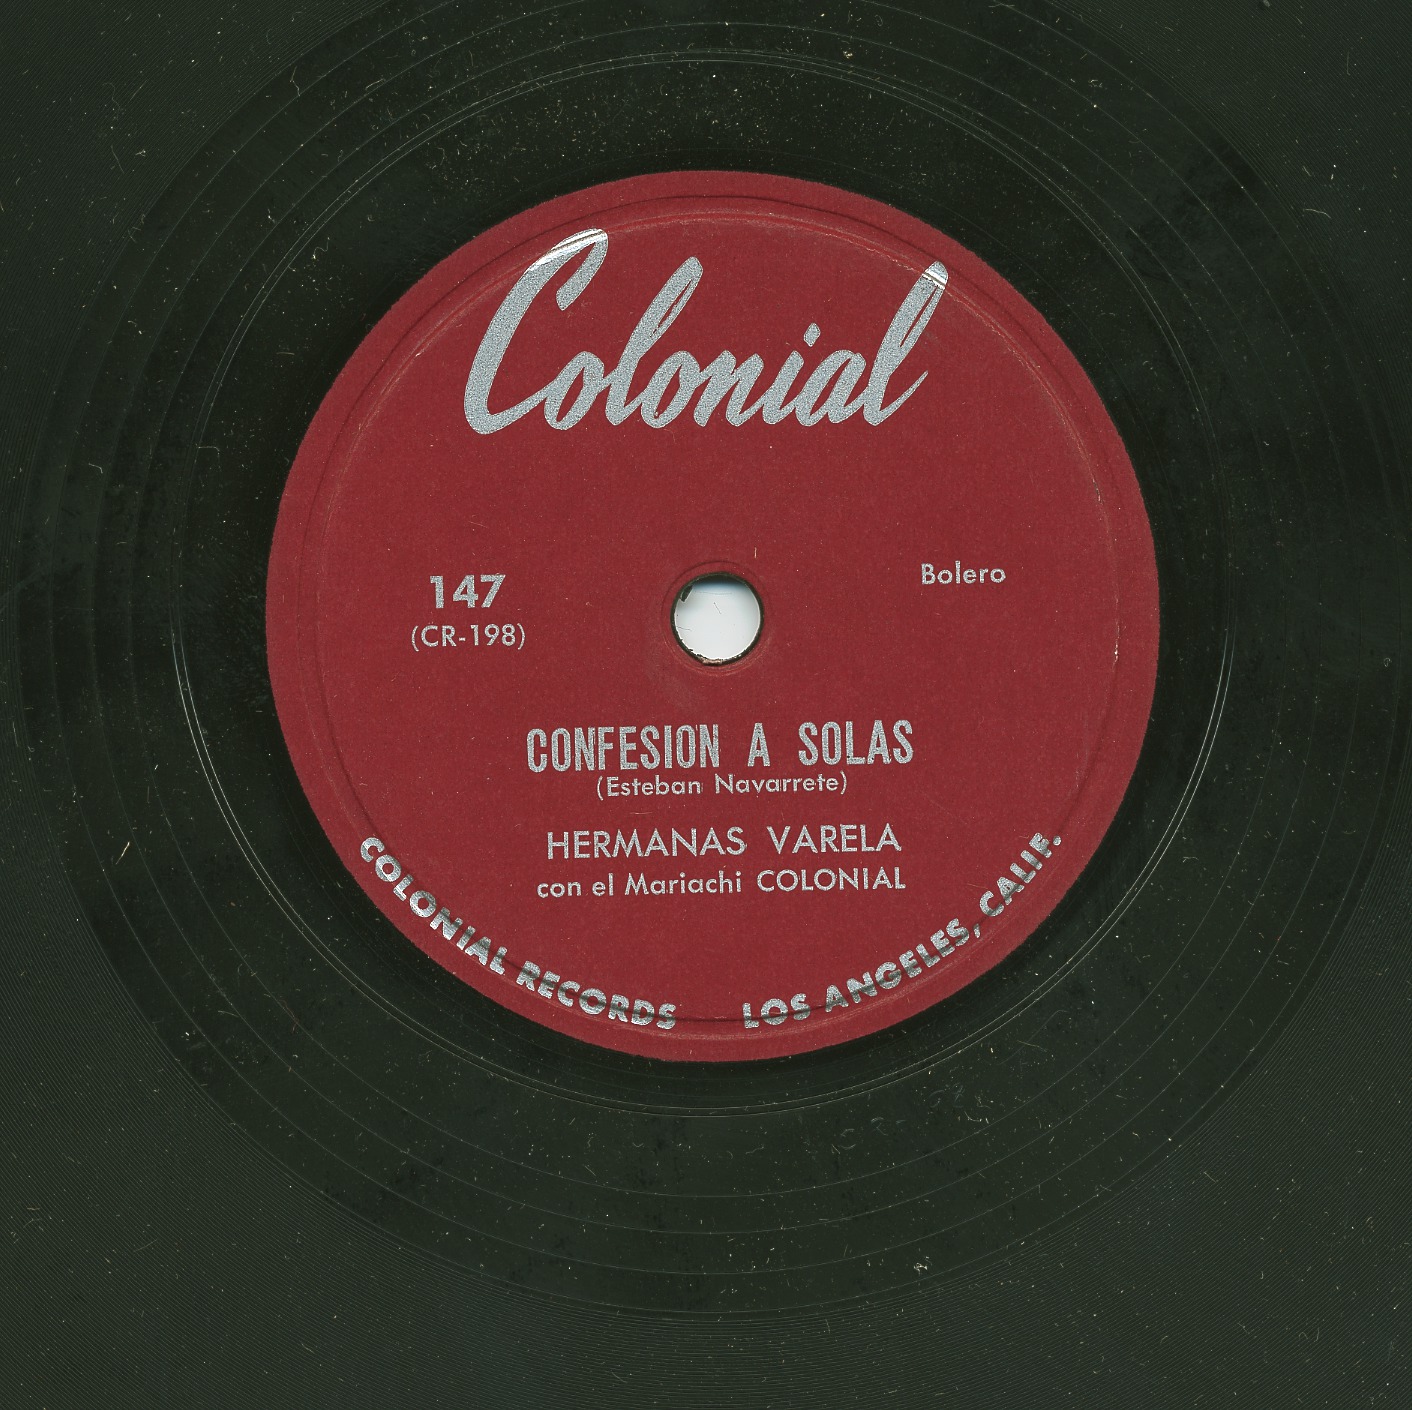 Colonial
147
(CR-198)
Bolero
CONFESION A SOLAS
(Esteban Navarrete)
HERMANAS VARELA
con el Mariachi COLONIAL
COLONIAL RECORDS LOS ANGELES, CALIF.